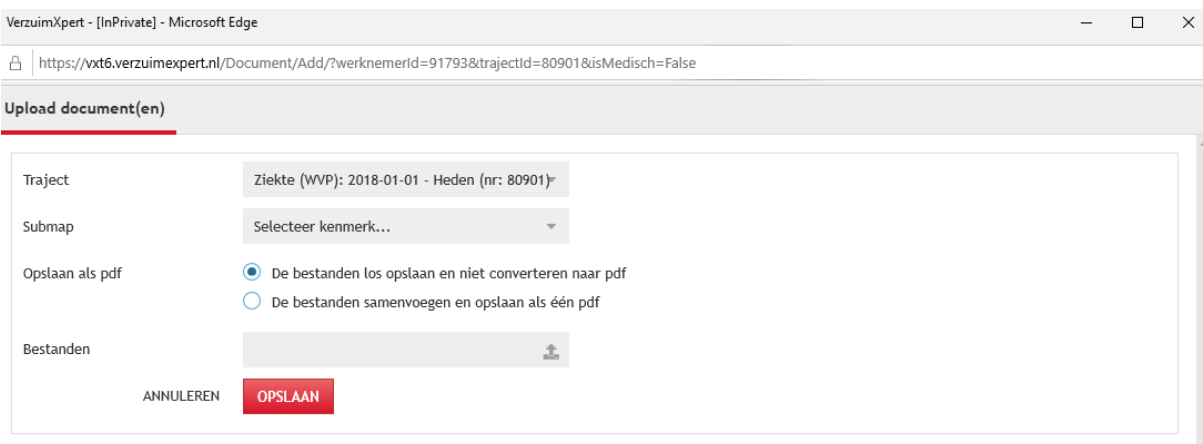 VerzuimXpert - [InPrivate] - Microsoft Edge
https://vxt6.verzuimexpert.nl/Document/Add/?werknemerId=91793&trajectId=80901&isMedisch=False
Upload document(en)
Traject Ziekte (WVP): 2018-01-01 - Heden (nr: 80901)
Submap Selecteer kenmerk...
Opslaan als pdf De bestanden los opslaan en niet converteren naar pdf
De bestanden samenvoegen en opslaan als één pdf
Bestanden
ANNULEREN OPSLAAN